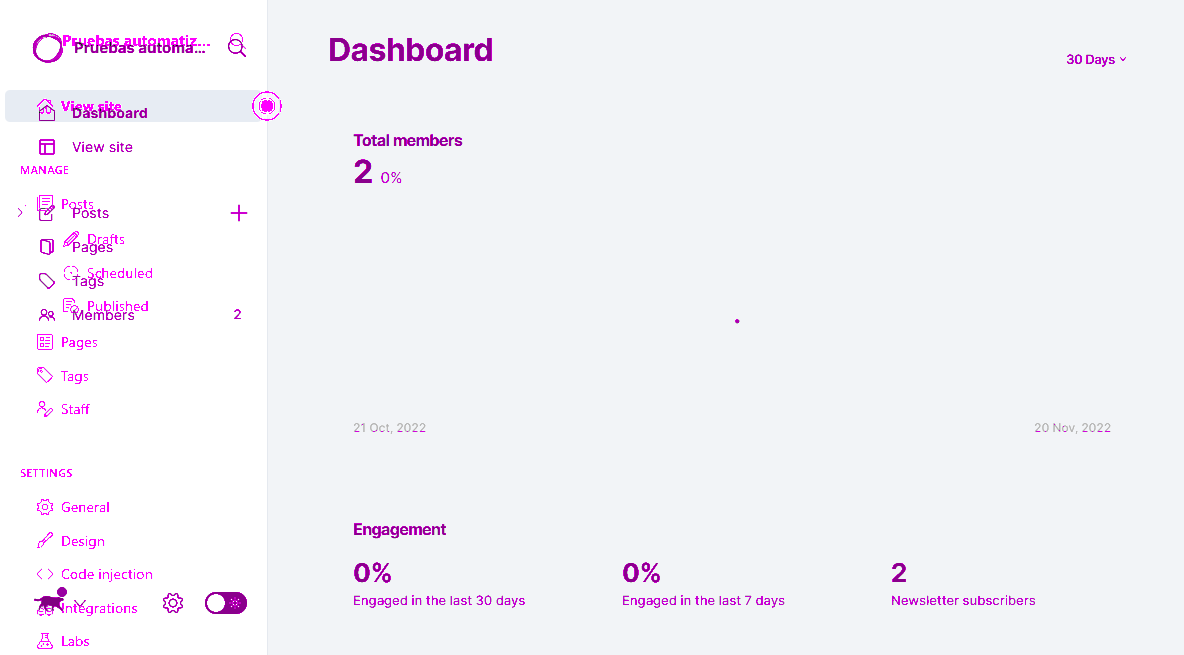 Pruebas automatiz...
Pruebas automa...
View site
Dashboard
View site
MANAGE
Posts
Posts
Drafts
Pages
Scheduled
Tags
Published
Members 2
Pages
Tags
Staff
SETTINGS
General
Design
Code injection
Integrations
Labs
Dashboard
30 Days
Total members
2 0%
21 Oct, 2022 20 Nov, 2022
Engagement
0% 0% 2
Engaged in the last 30 days Engaged in the last 7 days Newsletter subscribers